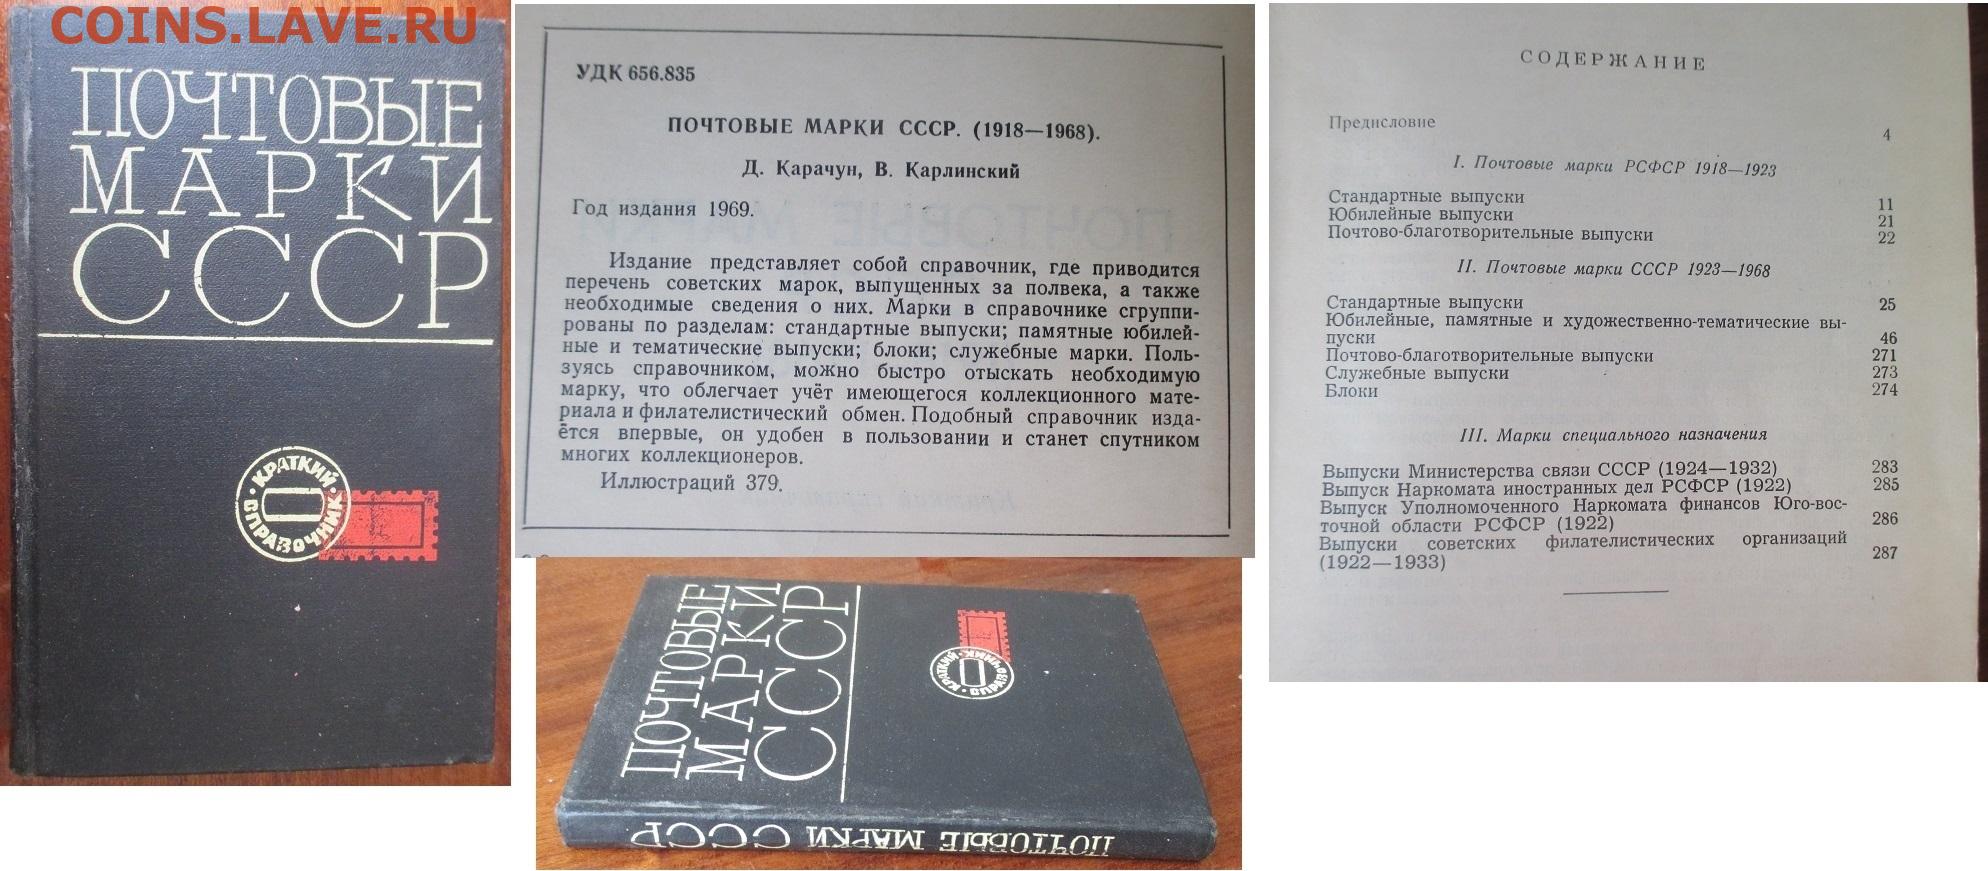 COINS.LAVE.RU
ПОЧТОВЫЕ
МАРКИ
СССР
КРАТКИЙ
СПРАВОЧНИК
УДК 656.835
ПОЧТОВЫЕ МАРКИ СССР. (1918—1968).
Д. Карачун, В. Карлинский
Год издания 1969.
Издание представляет собой справочник, где приводится
перечень советских марок, выпущенных за полвека, а также
необходимые сведения о них. Марки в справочнике сгруппи-
рованы по разделам: стандартные выпуски; памятные юбилей-
ные и тематические выпуски; блоки; служебные марки. Поль-
зуясь справочником, можно быстро отыскать необходимую
марку, что облегчает учёт имеющегося коллекционного мате-
риала и филателистический обмен. Подобный справочник изда-
ётся впервые, он удобен в пользовании и станет спутником
многих коллекционеров.
Иллюстраций 379.
СОДЕРЖАНИЕ
Предисловие 4
I. Почтовые марки РСФСР 1918—1923
Стандартные выпуски 11
Юбилейные выпуски 21
Почтово-благотворительные выпуски 22
II. Почтовые марки СССР 1923—1968
Стандартные выпуски 25
Юбилейные, памятные и художественно-тематические вы-
пуски 46
Почтово-благотворительные выпуски 271
Служебные выпуски 273
Блоки 274
III. Марки специального назначения
Выпуски Министерства связи СССР (1924—1932) 283
Выпуск Наркомата иностранных дел РСФСР (1922) 285
Выпуск Уполномоченного Наркомата финансов Юго-вос-
точной области РСФСР (1922) 286
Выпуски советских филателистических организаций
(1922—1933) 287
ПОЧТОВЫЕ
МАРКИ
СССР
КРАТКИЙ
СПРАВОЧНИК
ПОЧТОВЫЕ МАРКИ СССР